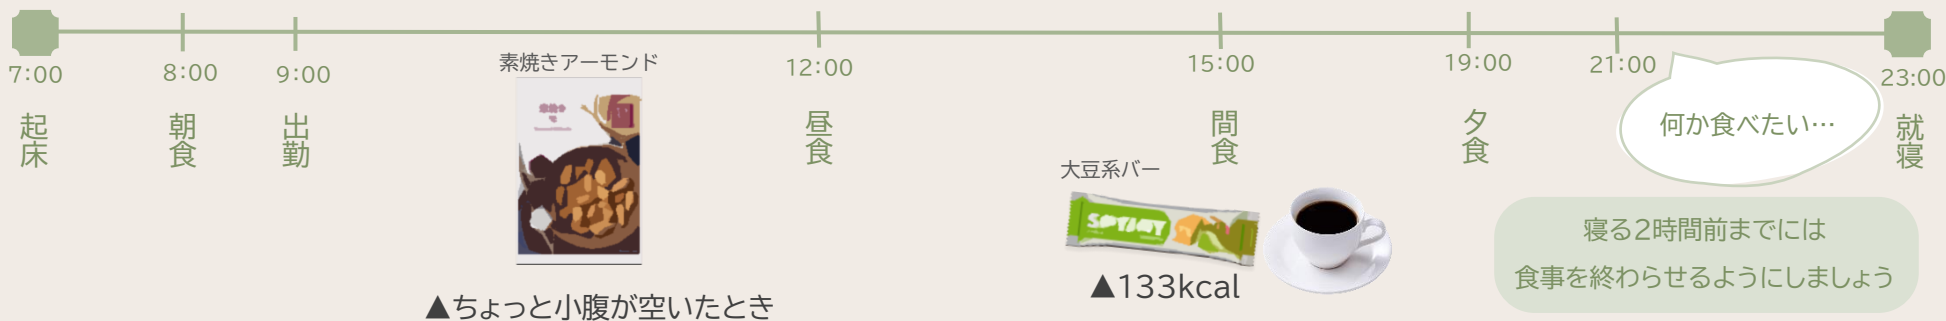 7:00
8:00
9:00
12:00
15:00
19:00
21:00
23:00
起床
朝食
出勤
素焼きアーモンド
昼食
間食
夕食
何か食べたい…
就寝
大豆系バー
SOYJOY
▲133kcal
▲ちょっと小腹が空いたとき
寝る2時間前までには
食事を終わらせるようにしましょう